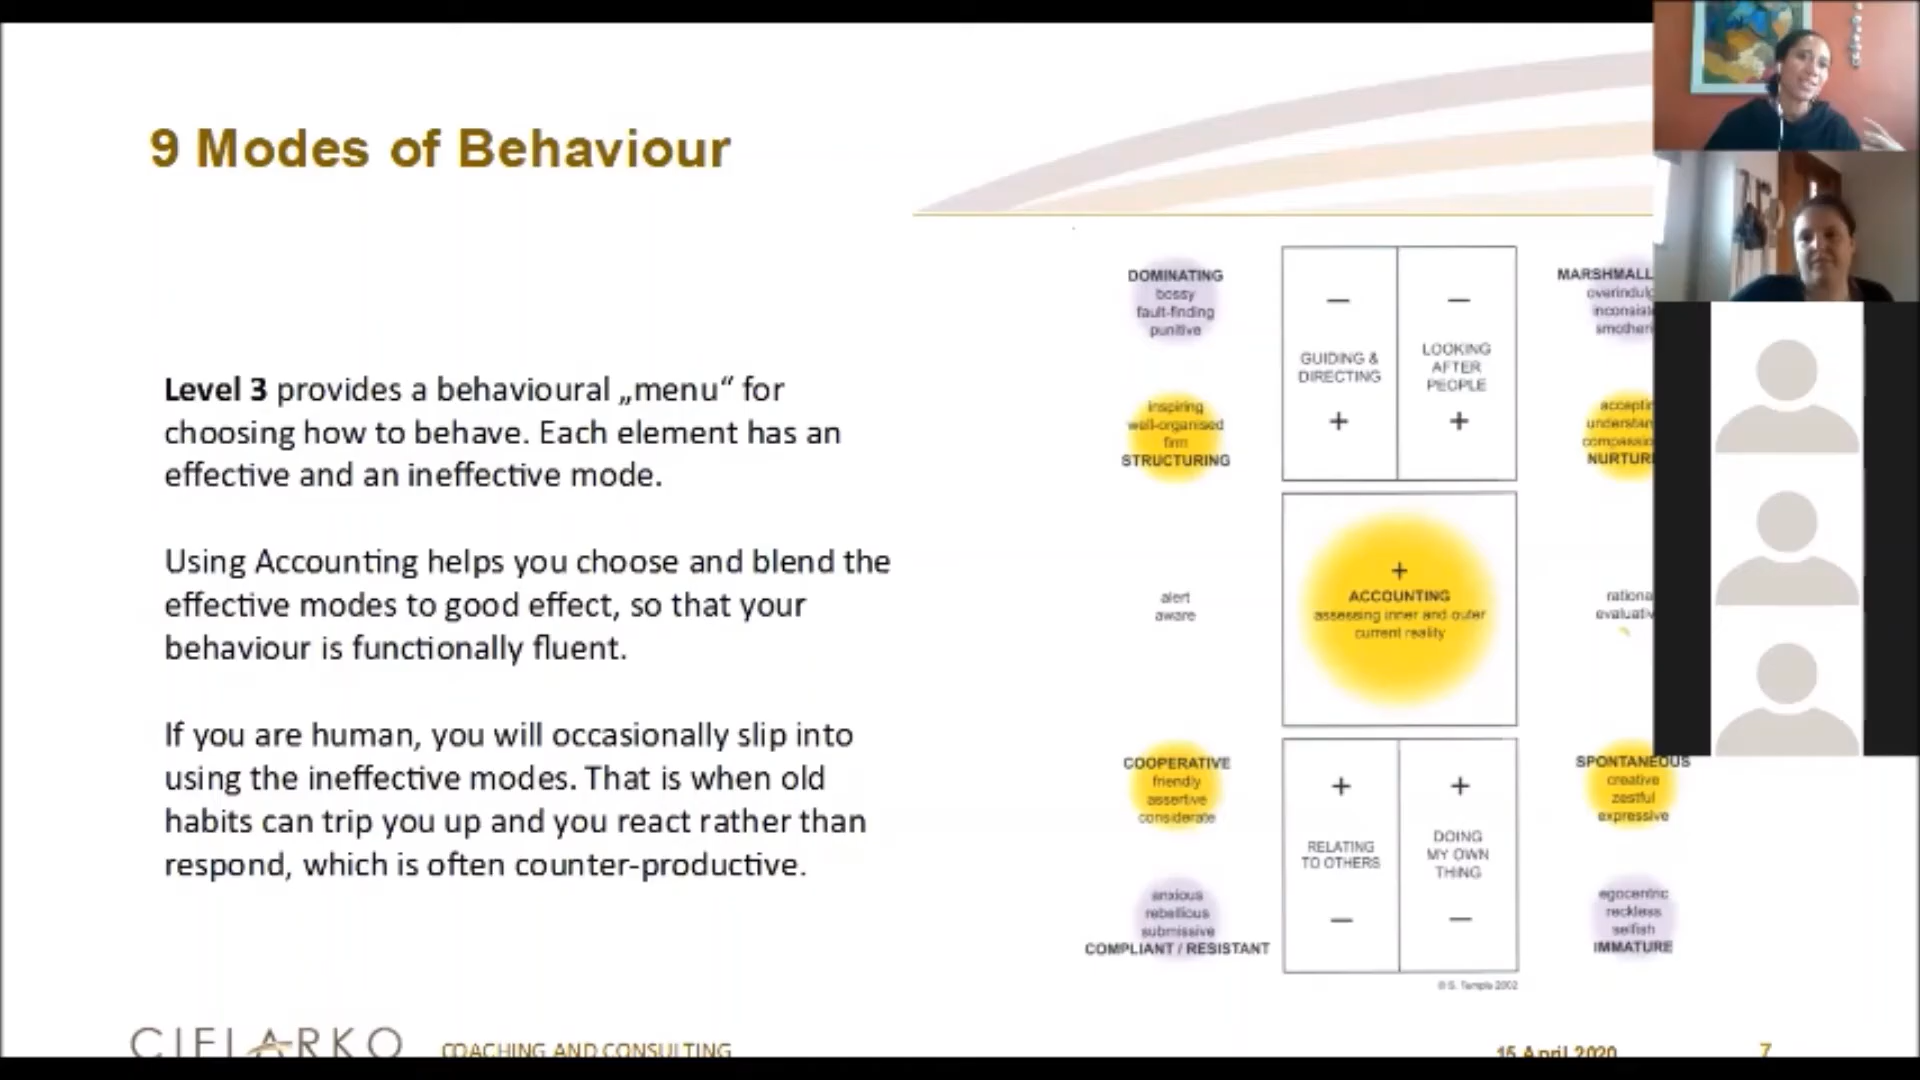 9 Modes of Behaviour
Level 3 provides a behavioural „menu“ for
choosing how to behave. Each element has an
effective and an ineffective mode.
Using Accounting helps you choose and blend the
effective modes to good effect, so that your
behaviour is functionally fluent.
If you are human, you will occasionally slip into
using the ineffective modes. That is when old
habits can trip you up and you react rather than
respond, which is often counter-productive.
DOMINATING
bossy
fault-finding
punitive
inspiring
well-organised
firm
STRUCTURING
GUIDING &
DIRECTING
+
LOOKING
AFTER
PEOPLE
+
alert
aware
+
ACCOUNTING
assessing inner and outer
current reality
COOPERATIVE
friendly
assertive
considerate
anxious
rebellious
submissive
COMPLIANT / RESISTANT
+
RELATING
TO OTHERS
–
+
DOING
MY OWN
THING
–
SPONTANEOUS
creative
zestful
expressive
egocentric
reckless
selfish
IMMATURE
© S. Temple 2002
CIELARKO
COACHING AND CONSULTING
15 April 2020
7